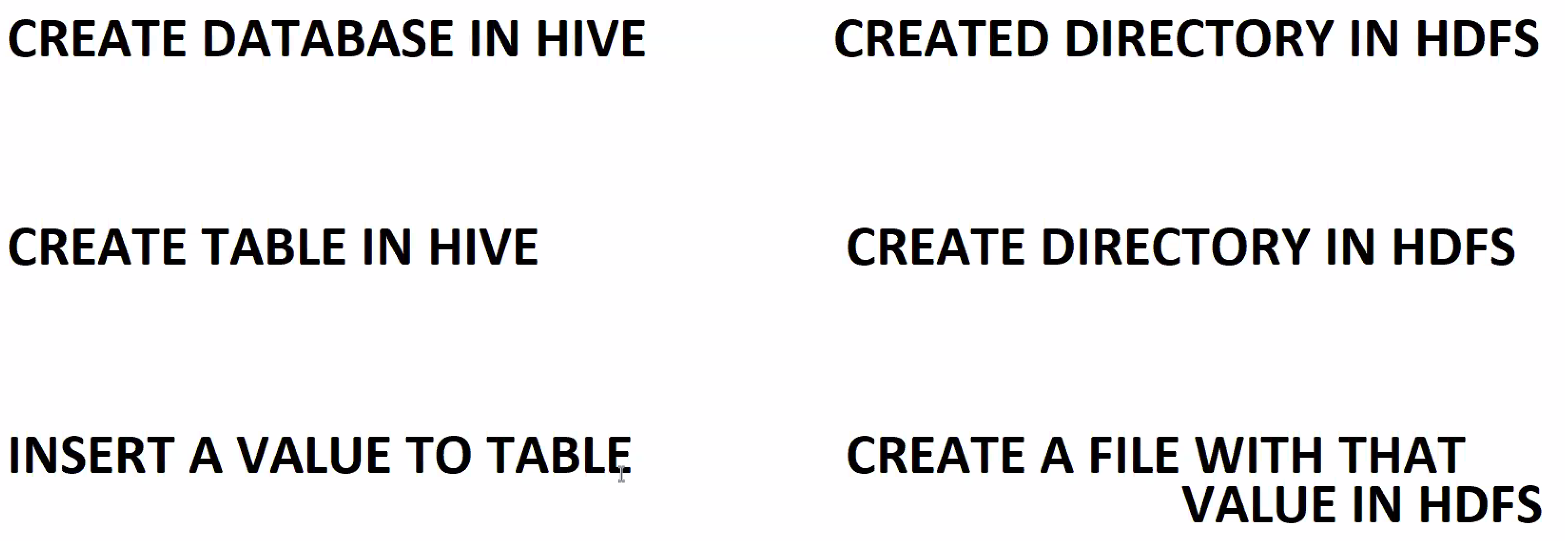 CREATE DATABASE IN HIVE
CREATED DIRECTORY IN HDFS
CREATE TABLE IN HIVE
CREATE DIRECTORY IN HDFS
INSERT A VALUE TO TABLE
CREATE A FILE WITH THAT
VALUE IN HDFS